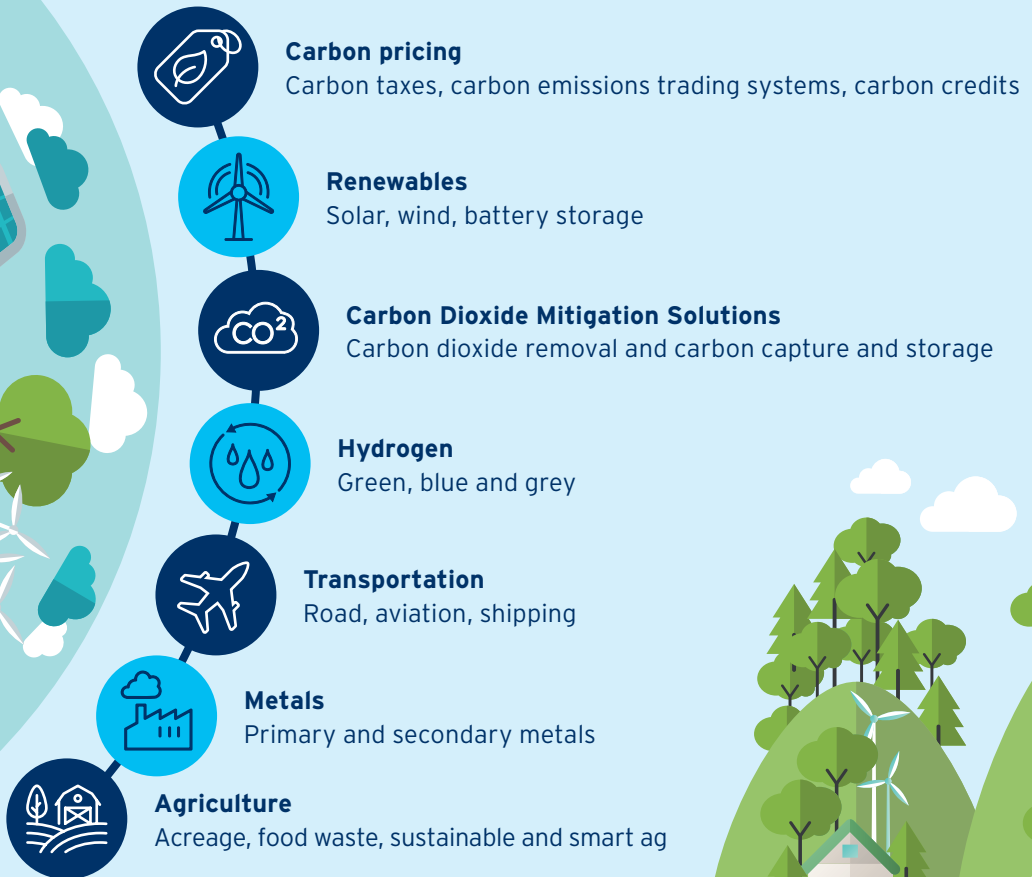 Carbon pricing
Carbon taxes, carbon emissions trading systems, carbon credits
Renewables
Solar, wind, battery storage
Carbon Dioxide Mitigation Solutions
CO²
Carbon dioxide removal and carbon capture and storage
Hydrogen
Green, blue and grey
Transportation
Road, aviation, shipping
Metals
Primary and secondary metals
Agriculture
Acreage, food waste, sustainable and smart ag